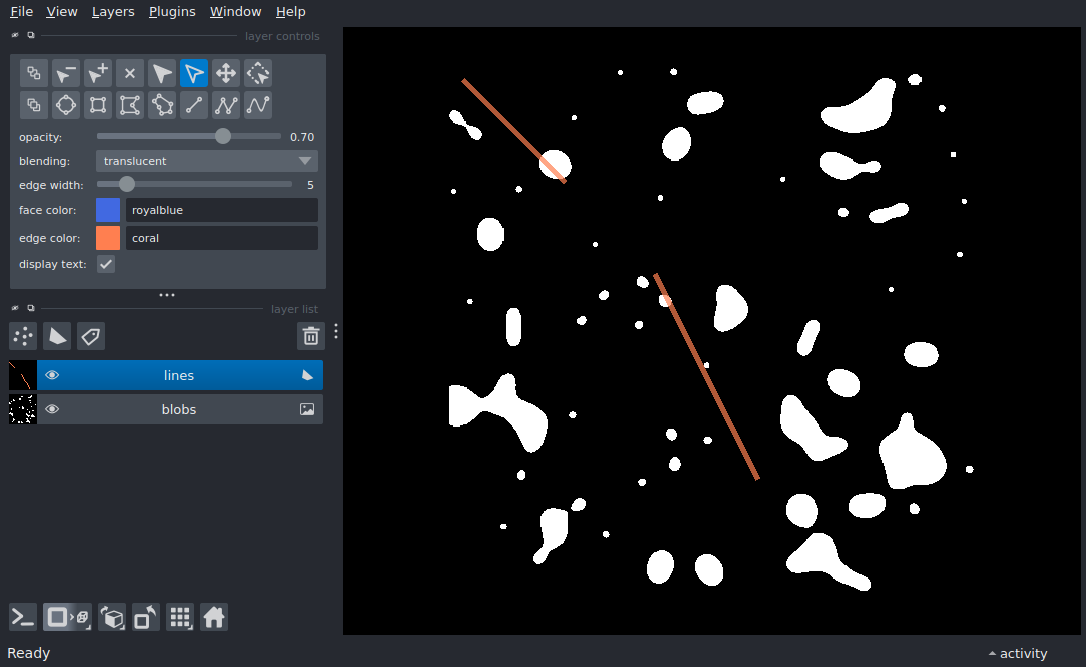 File View Layers Plugins Window Help
layer controls
opacity: 0.70
blending: translucent
edge width: 5
face color: royalblue
edge color: coral
display text:
layer list
lines
blobs
Ready
activity